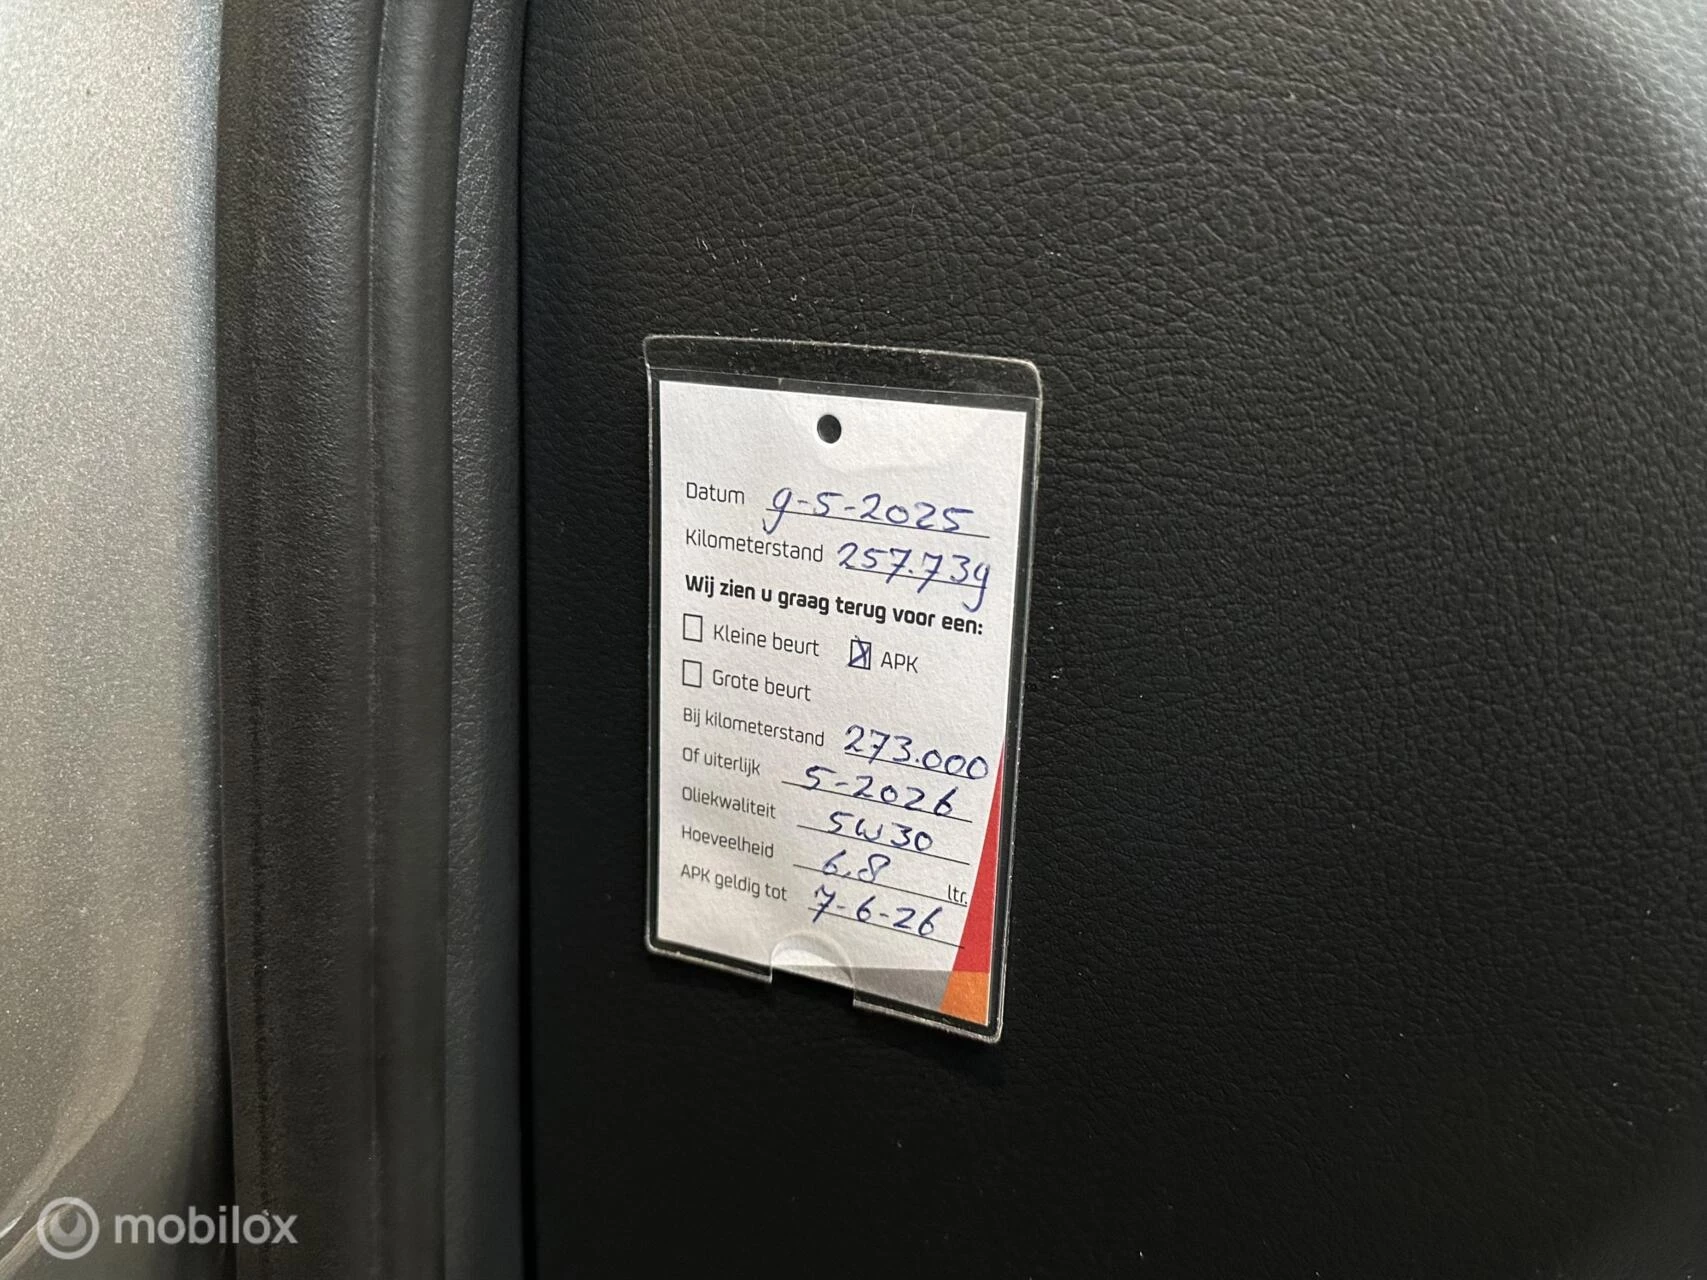 Datum 9-5-2025
Kilometerstand 257.739
Wij zien u graag terug voor een:
Kleine beurt APK
Grote beurt
Bij kilometerstand 273.000
Of uiterlijk 5-2026
Oliekwaliteit 5W30
Hoeveelheid 6,8 ltr.
APK geldig tot 7-6-26
mobilox